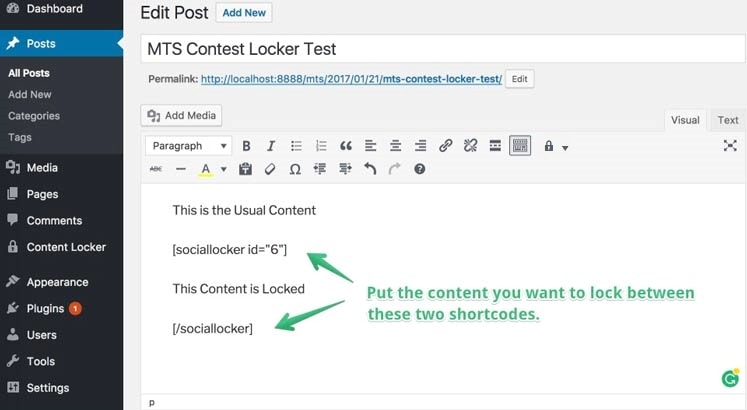 Dashboard
Edit Post Add New
Posts
MTS Contest Locker Test
All Posts
Permalink: http://localhost:8888/mts/2017/01/21/mts-contest-locker-test/ Edit
Add New
Categories
Add Media
Visual Text
Tags
Paragraph B I
Media
ABC A
Pages
Comments
Content Locker
Appearance
Plugins 1
Users
Tools
Settings
This is the Usual Content
[sociallocker id="6"]
This Content is Locked
[/sociallocker]
Put the content you want to lock between
these two shortcodes.
p